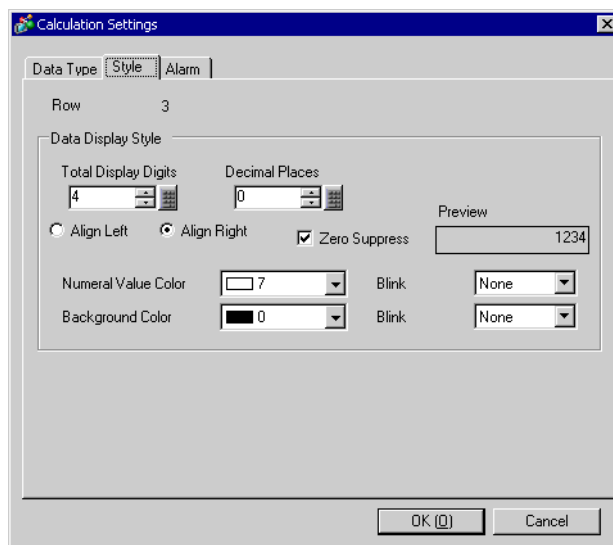 Calculation Settings
Data Type Style Alarm
Row 3
Data Display Style
Total Display Digits Decimal Places
4 0
Preview
Align Left Align Right Zero Suppress 1234
Numeral Value Color 7 Blink None
Background Color 0 Blink None
OK (O) Cancel